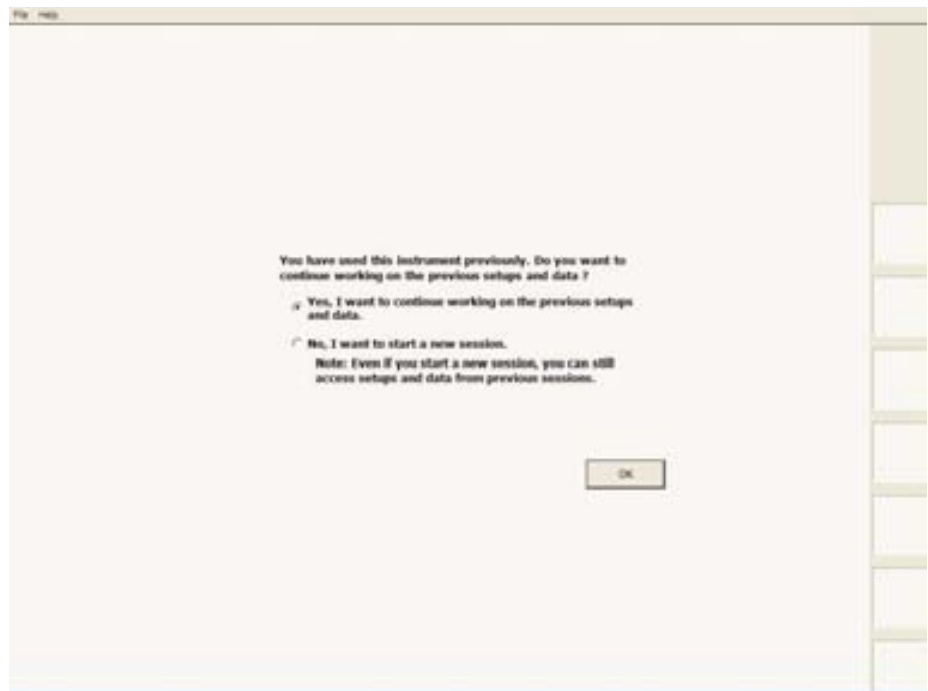 File Help
You have used this instrument previously. Do you want to
continue working on the previous setups and data ?
Yes, I want to continue working on the previous setups
and data.
No, I want to start a new session.
Note: Even if you start a new session, you can still
access setups and data from previous sessions.
OK